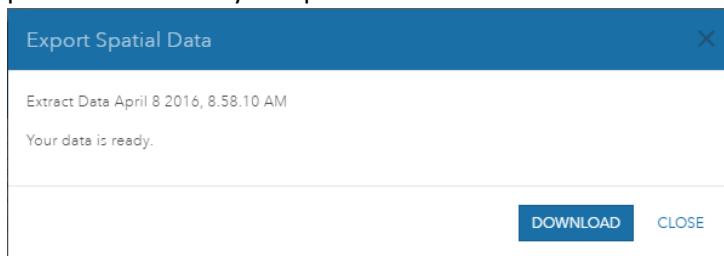 Export Spatial Data
Extract Data April 8 2016, 8.58.10 AM
Your data is ready.
DOWNLOAD CLOSE